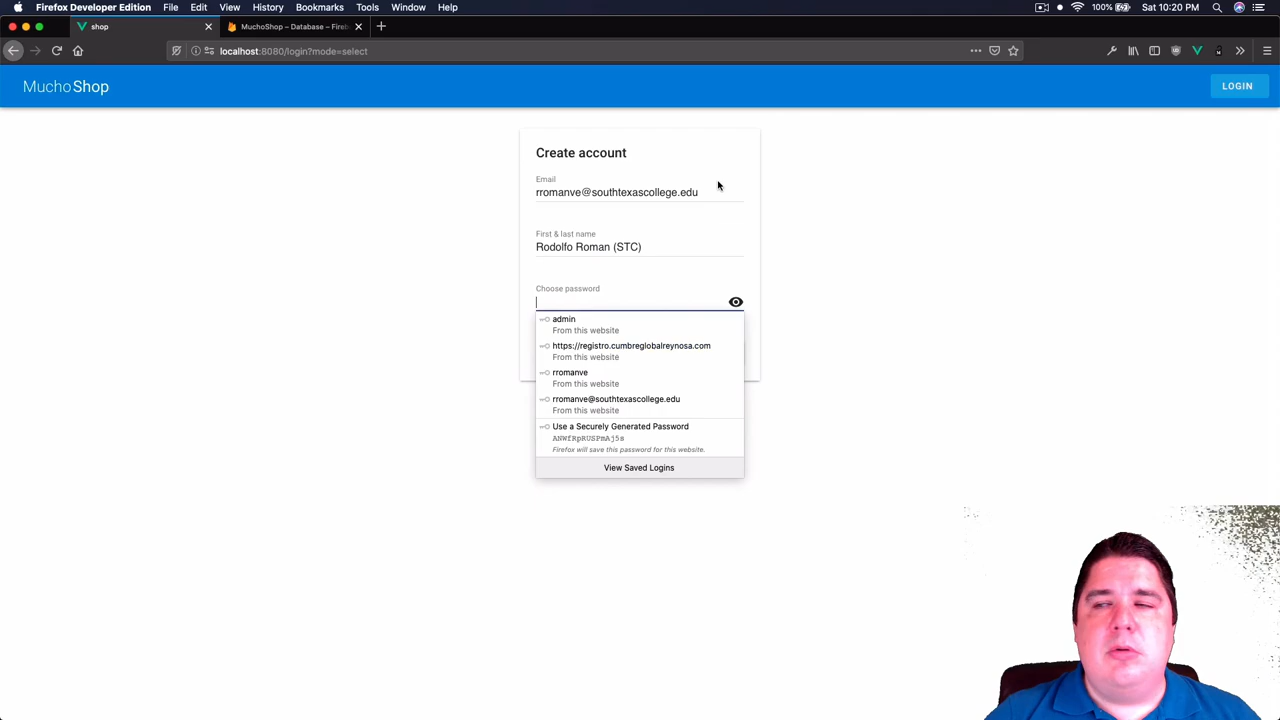 Firefox Developer Edition File Edit View History Bookmarks Tools Window Help 100% Sat 10:20 PM
shop MuchoShop – Database – Fireb
localhost:8080/login?mode=select
MuchoShop LOGIN
Create account
Email
rromanve@southtexascollege.edu
First & last name
Rodolfo Roman (STC)
Choose password
admin
From this website
https://registro.cumbreglobalreynosa.com
From this website
rromanve
From this website
rromanve@southtexascollege.edu
From this website
Use a Securely Generated Password
ANWfRpRUSPmAj5s
Firefox will save this password for this website.
View Saved Logins